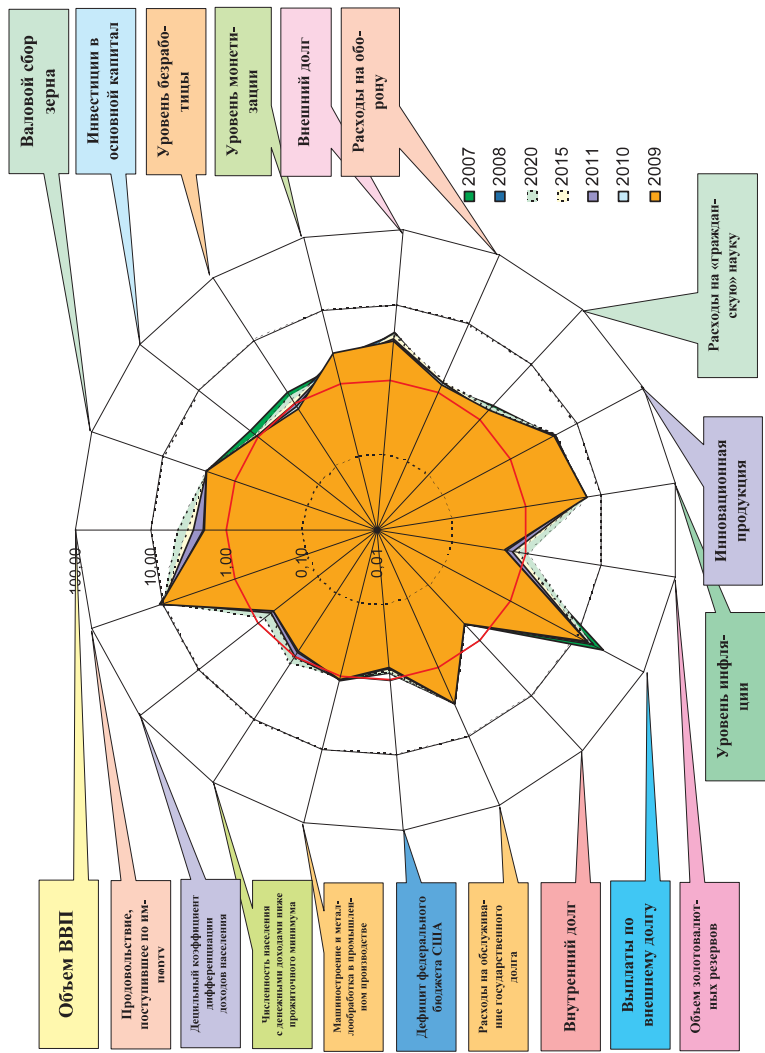 Валовой сбор
зерна
Инвестиции в
основной капитал
Уровень безрабо-
тицы
Уровень монети-
зации
Внешний долг
Расходы на обо-
рону
2007
2008
2020
2015
2011
2010
2009
Расходы на «граждан-
скую» науку
Инновационная
продукция
Уровень инфля-
ции
100,00
10,00
1,00
0,10
0,01
Объем ВВП
Продовольствие,
поступившее по им-
порту
Децильный коэффициент
дифференциации
доходов населения
Численность населения
с денежными доходами ниже
прожиточного минимума
Машиностроение и метал-
лообработка в промышлен-
ном производстве
Дефицит федерального
бюджета США
Расходы на обслужива-
ние государственного
долга
Внутренний долг
Выплаты по
внешнему долгу
Объем золотовалют-
ных резервов